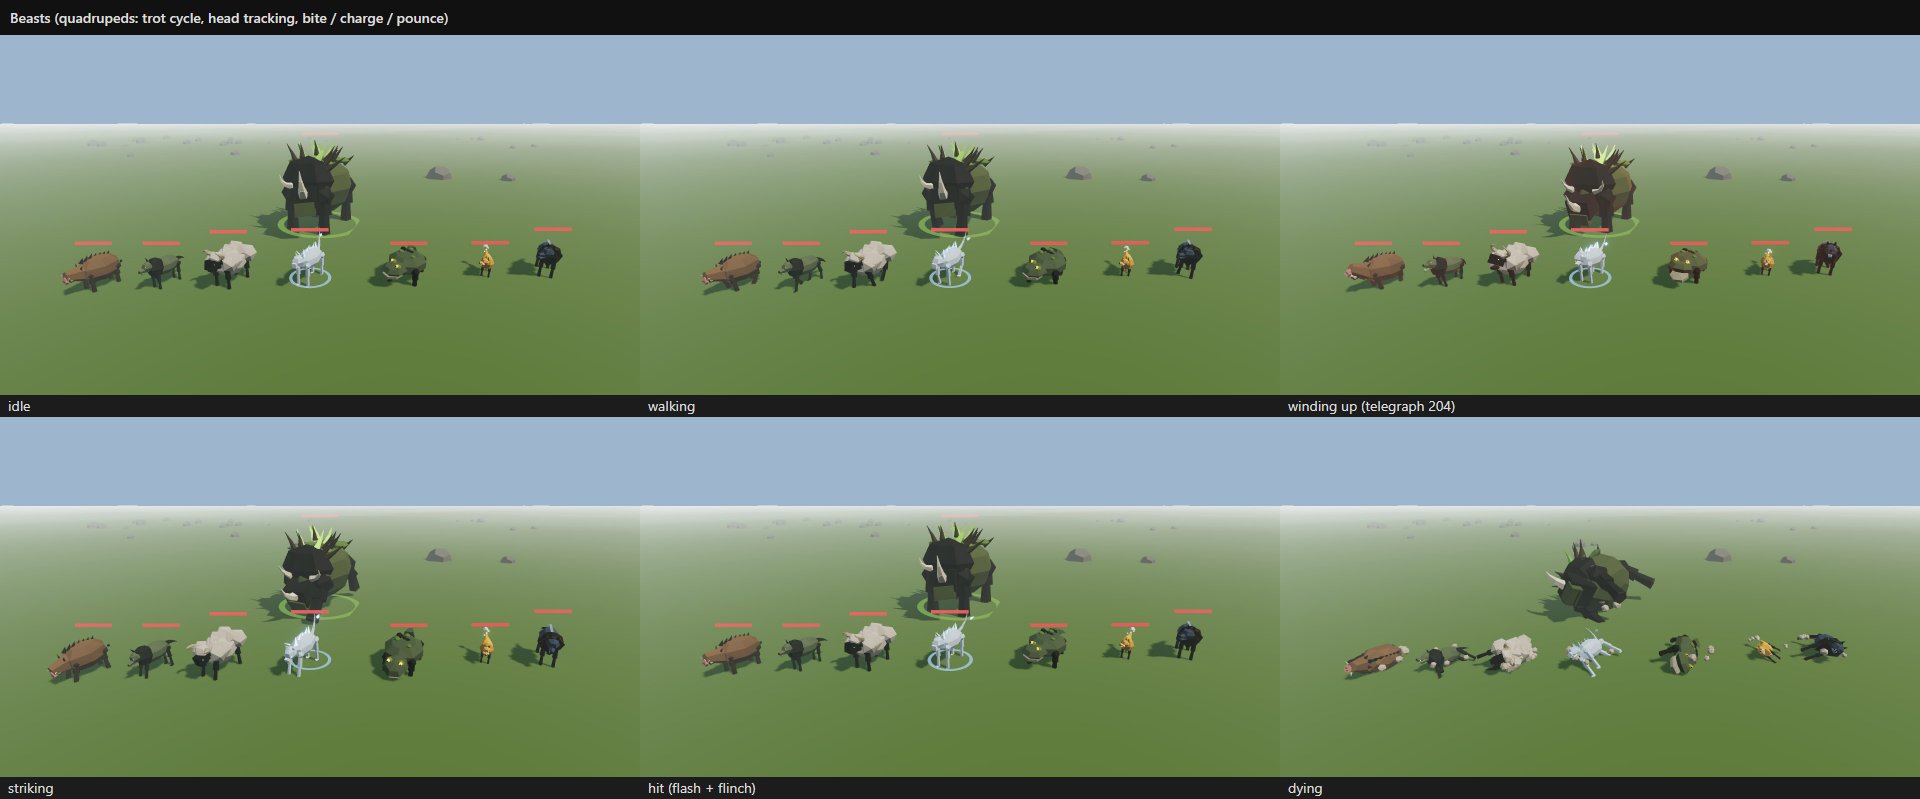 Beasts (quadrupeds: trot cycle, head tracking, bite / charge / pounce)
idle
walking
winding up (telegraph 204)
striking
hit (flash + flinch)
dying